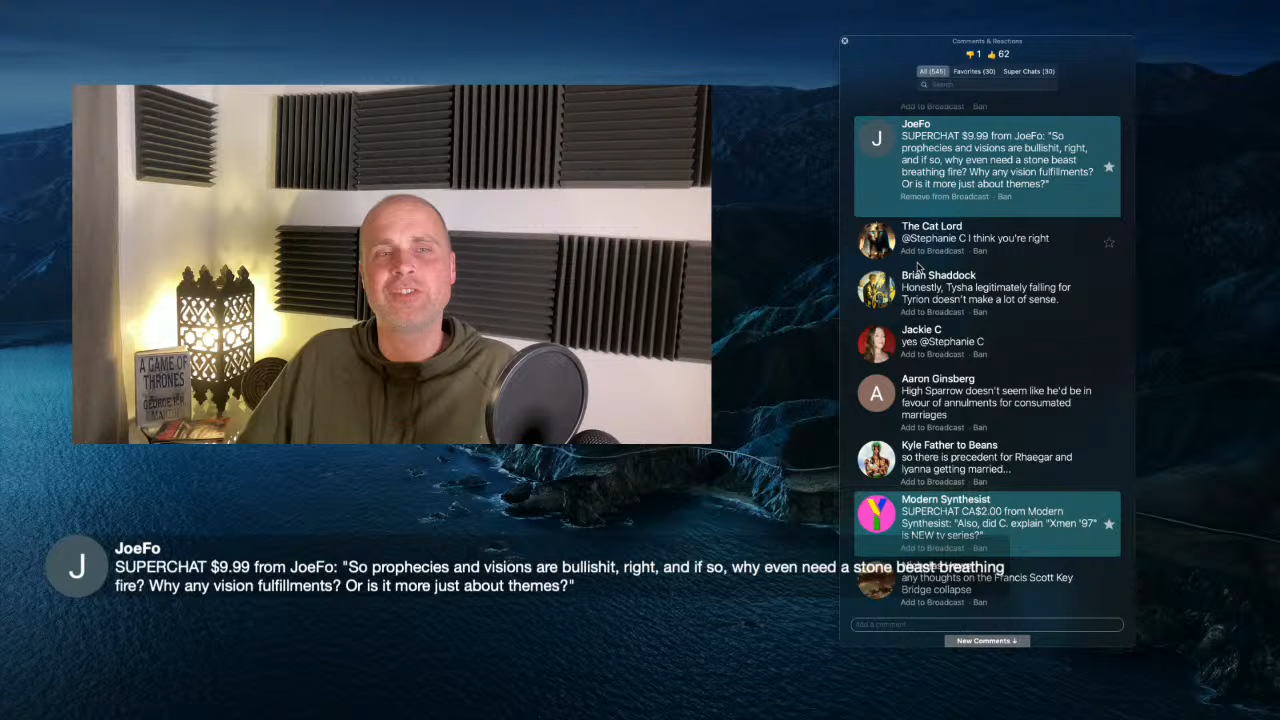 Comments & Reactions
👎 1 👍 62
All (545) Favorites (30) Super Chats (30)
Search
Add to Broadcast - Ban
J
JoeFo
SUPERCHAT $9.99 from JoeFo: "So
prophecies and visions are bullishit, right,
and if so, why even need a stone beast
breathing fire? Why any vision fulfillments?
Or is it more just about themes?"
Remove from Broadcast - Ban
The Cat Lord
@Stephanie C I think you're right
Add to Broadcast - Ban
Brian Shaddock
Honestly, Tysha legitimately falling for
Tyrion doesn't make a lot of sense.
Add to Broadcast - Ban
Jackie C
yes @Stephanie C
Add to Broadcast - Ban
A
Aaron Ginsberg
High Sparrow doesn't seem like he'd be in
favour of annulments for consumated
marriages
Add to Broadcast - Ban
Kyle Father to Beans
so there is precedent for Rhaegar and
lyanna getting married...
Add to Broadcast - Ban
Modern Synthesist
SUPERCHAT CA$2.00 from Modern
Synthesist: "Also, did C. explain "Xmen '97"
is NEW tv series?"
Add to Broadcast - Ban
any thoughts on the Francis Scott Key
Bridge collapse
Add to Broadcast - Ban
Add a comment
New Comments ↓
A GAME OF
THRONES
GEORGE R.R.
MARTIN
J
JoeFo
SUPERCHAT $9.99 from JoeFo: "So prophecies and visions are bullishit, right, and if so, why even need a stone beast breathing
fire? Why any vision fulfillments? Or is it more just about themes?"